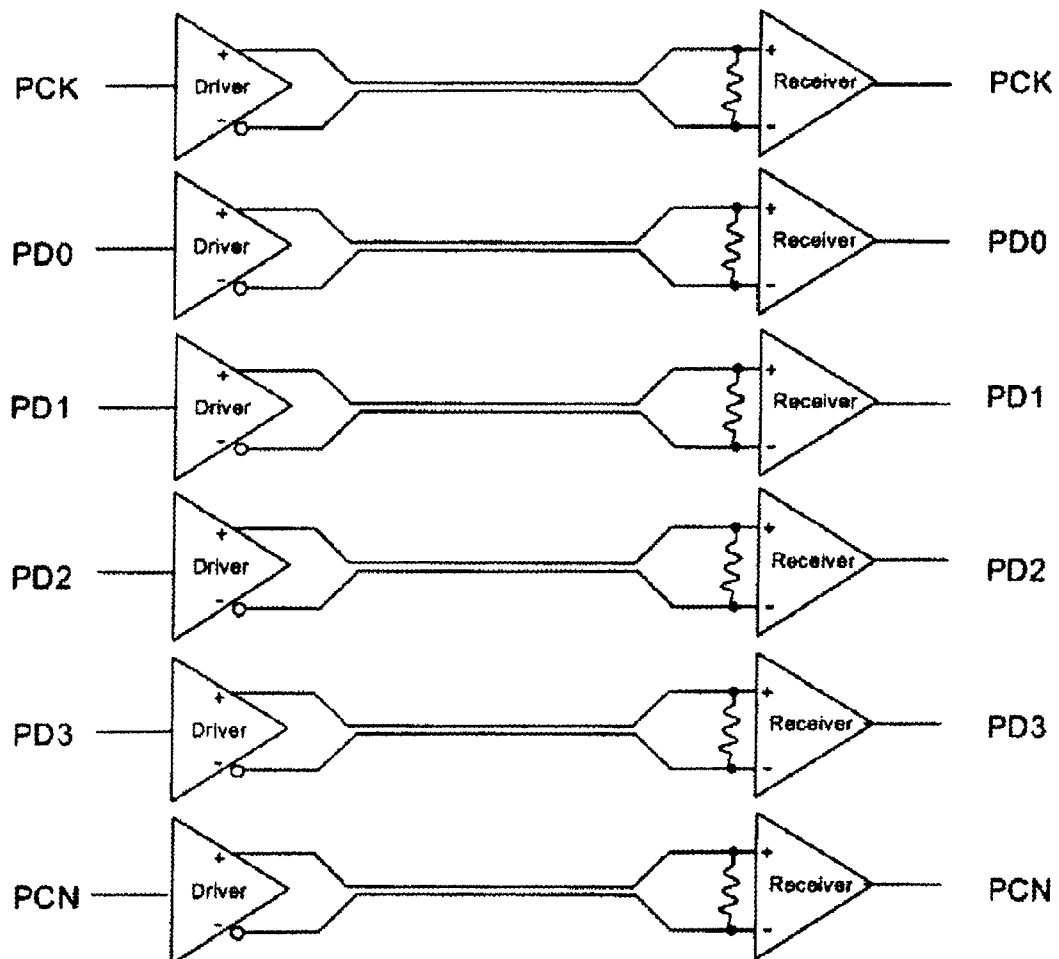 PCK + Driver - + Receiver - PCK
PD0 + Driver - + Receiver - PD0
PD1 + Driver - + Receiver - PD1
PD2 + Driver - + Receiver - PD2
PD3 + Driver - + Receiver - PD3
PCN + Driver - + Receiver - PCN